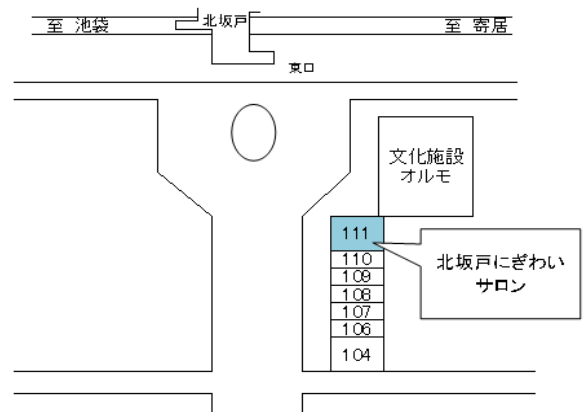 至 池袋
北坂戸
至 寄居
東口
文化施設
オルモ
111
110
109
108
107
106
104
北坂戸にぎわい
サロン